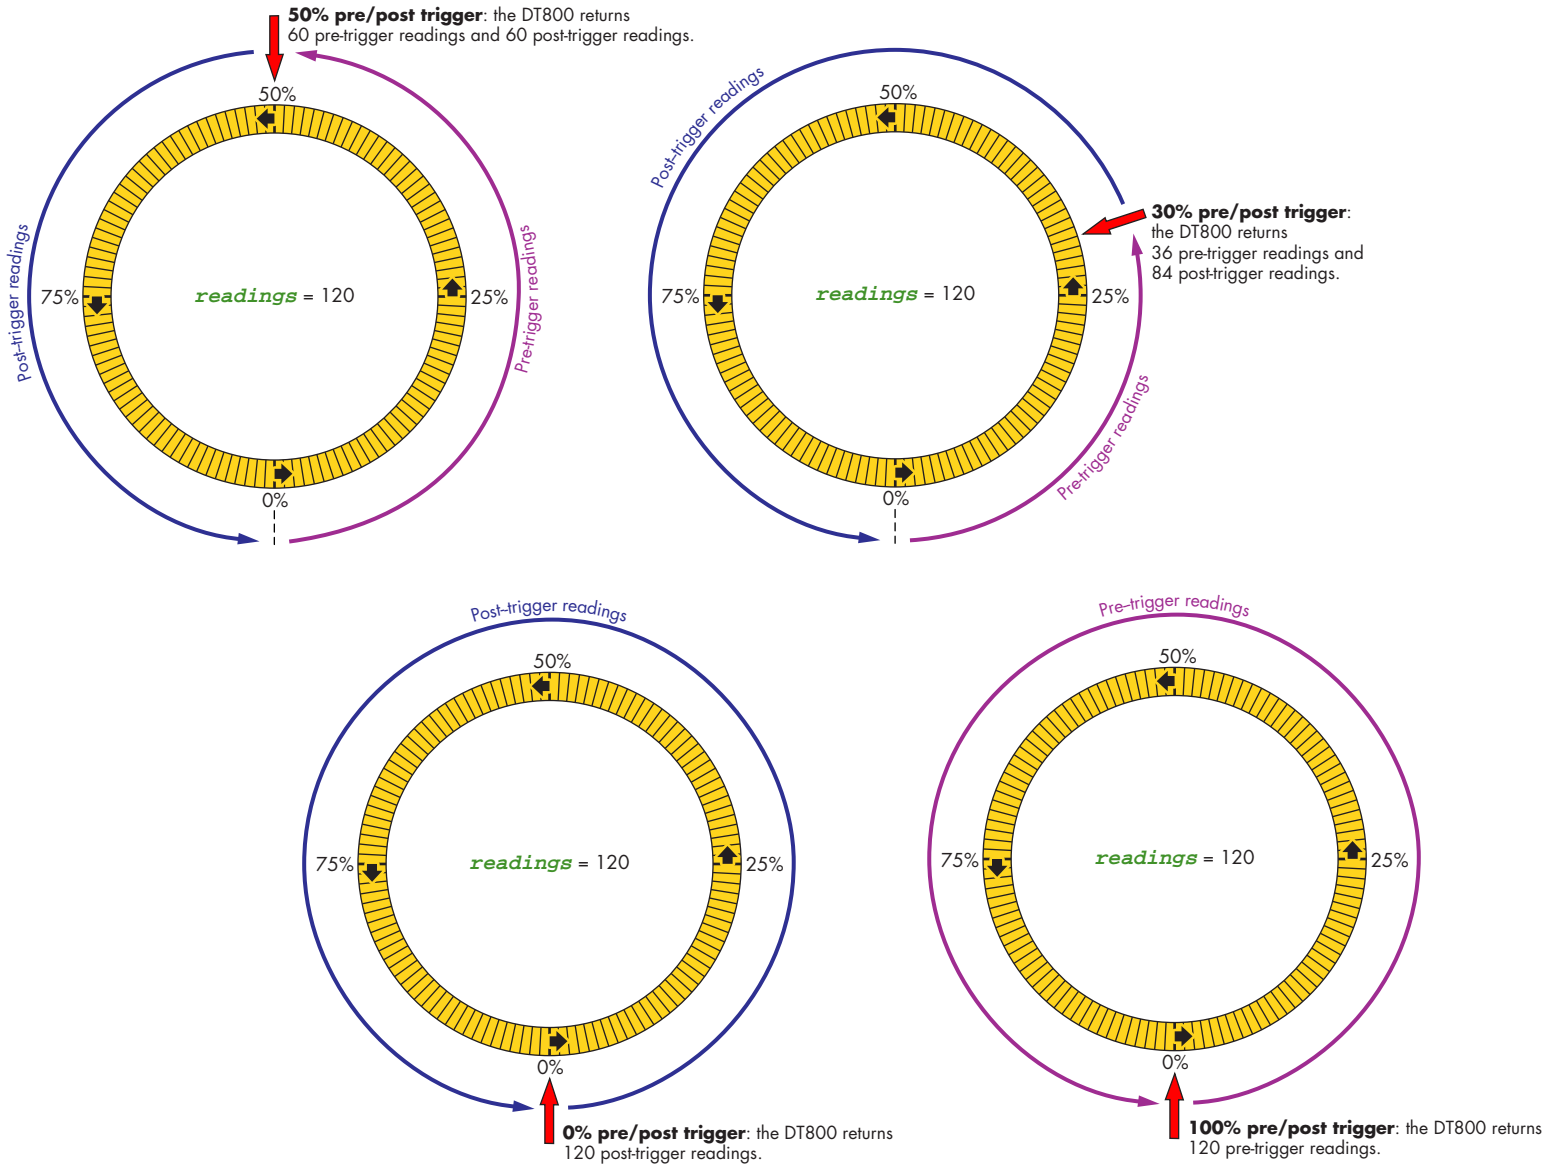 50% pre/post trigger: the DT800 returns
60 pre-trigger readings and 60 post-trigger readings.
50%
75%
25%
0%
readings = 120
Post-trigger readings
Pre-trigger readings
Post-trigger readings
50%
75%
25%
0%
readings = 120
30% pre/post trigger:
the DT800 returns
36 pre-trigger readings and
84 post-trigger readings.
Pre-trigger readings
Post-trigger readings
50%
75%
25%
0%
readings = 120
0% pre/post trigger: the DT800 returns
120 post-trigger readings.
Pre-trigger readings
50%
75%
25%
0%
readings = 120
100% pre/post trigger: the DT800 returns
120 pre-trigger readings.